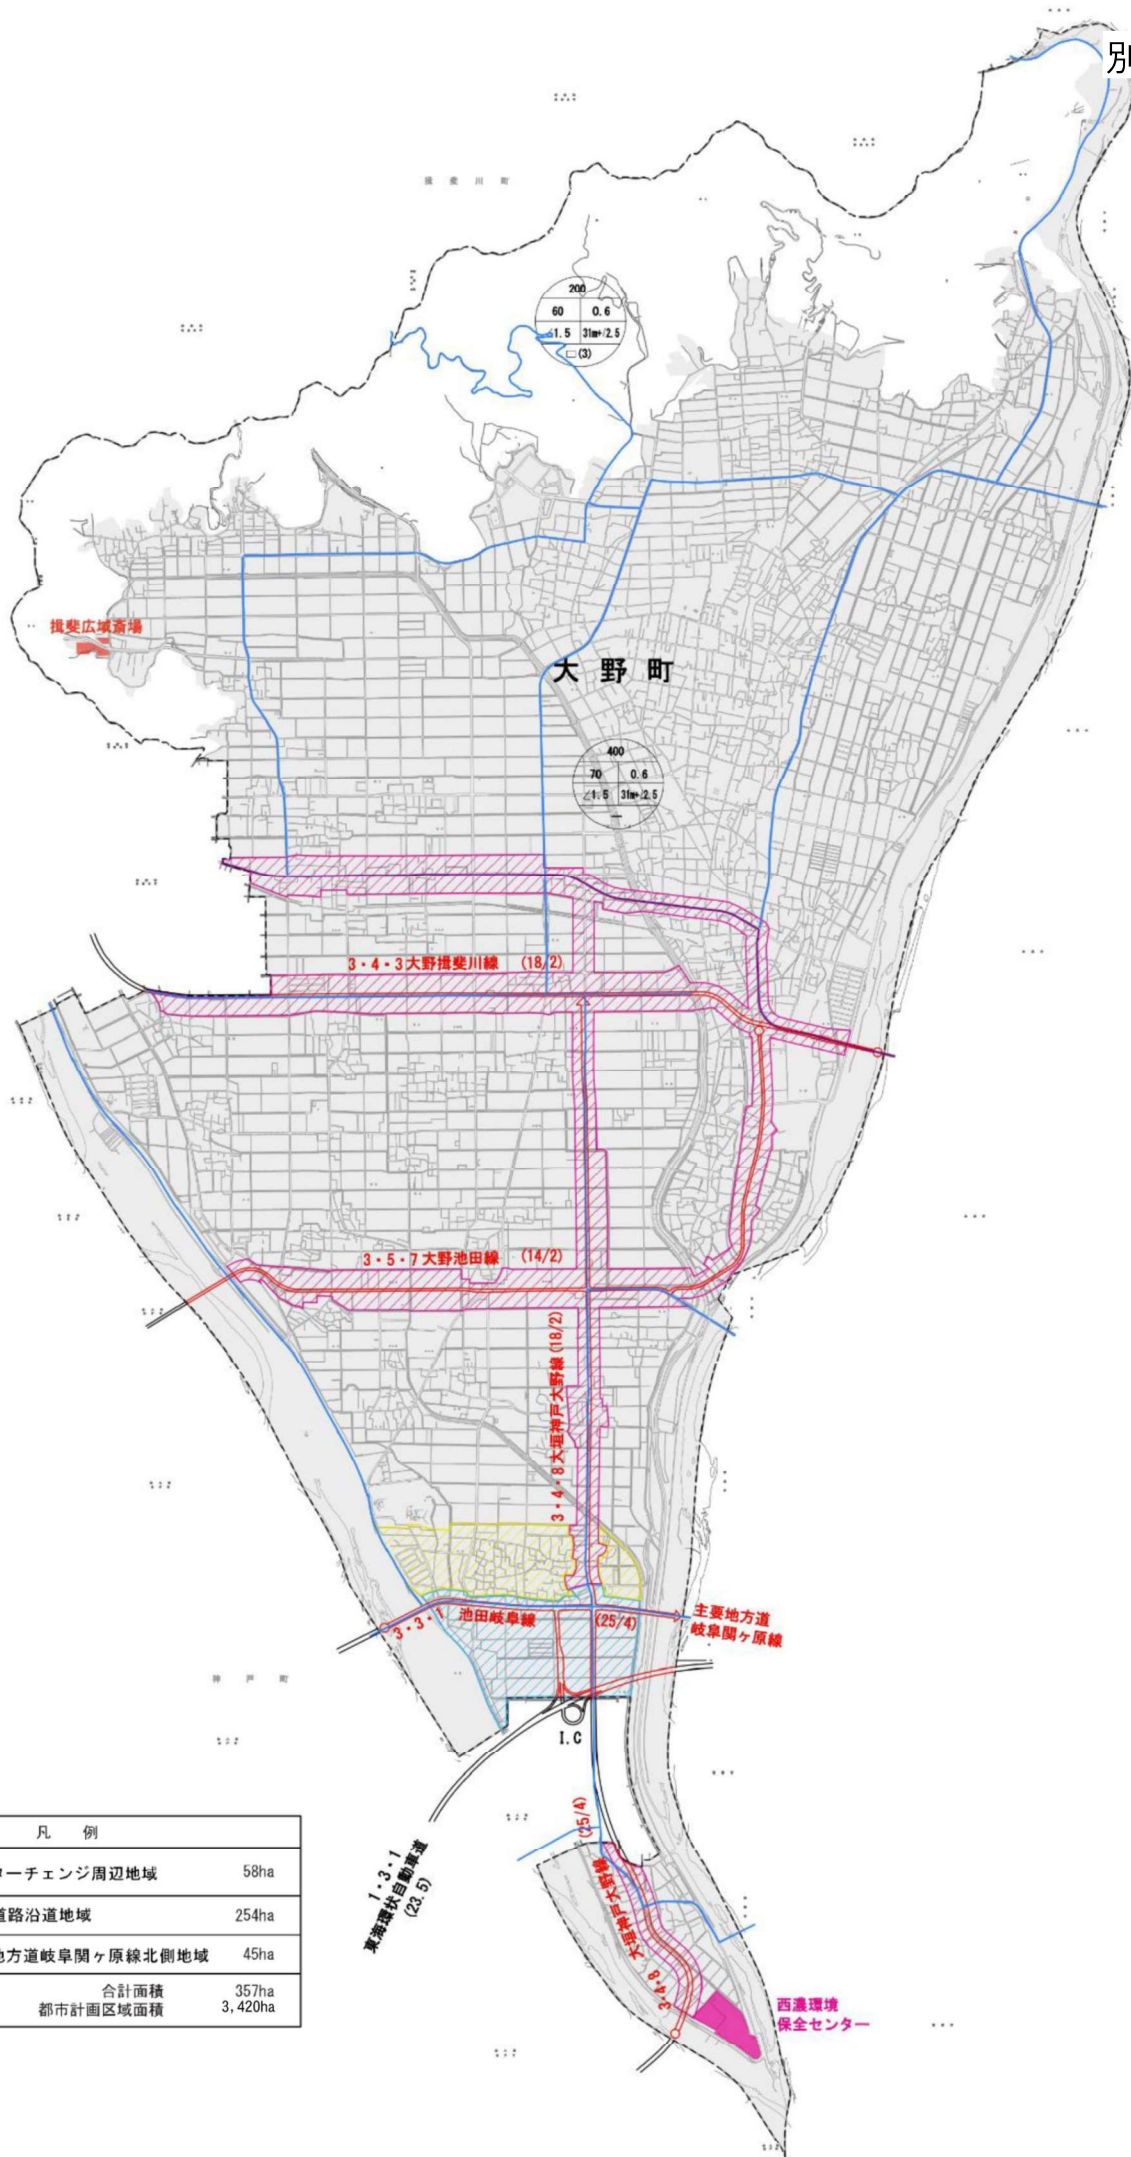 別
揖斐川町
200
60 0.6
∠1.5 31m+/2.5
□(3)
揖斐広域斎場
大野町
400
70 0.6
∠1.5 31m+/2.5
―
3・4・3大野揖斐川線 (18/2)
3・5・7大野池田線 (14/2)
3・4・8大垣神戸大野線(18/2)
3・3・1 池田岐阜線 (25/4)
主要地方道
岐阜関ヶ原線
神戸町
I.C
1・3・1
東海環状自動車道
(23.5)
(25/4)
大垣神戸大野線
3・4・8
西濃環境
保全センター
凡 例
ターチェンジ周辺地域 58ha
道路沿道地域 254ha
地方道岐阜関ヶ原線北側地域 45ha
合計面積 357ha
都市計画区域面積 3,420ha